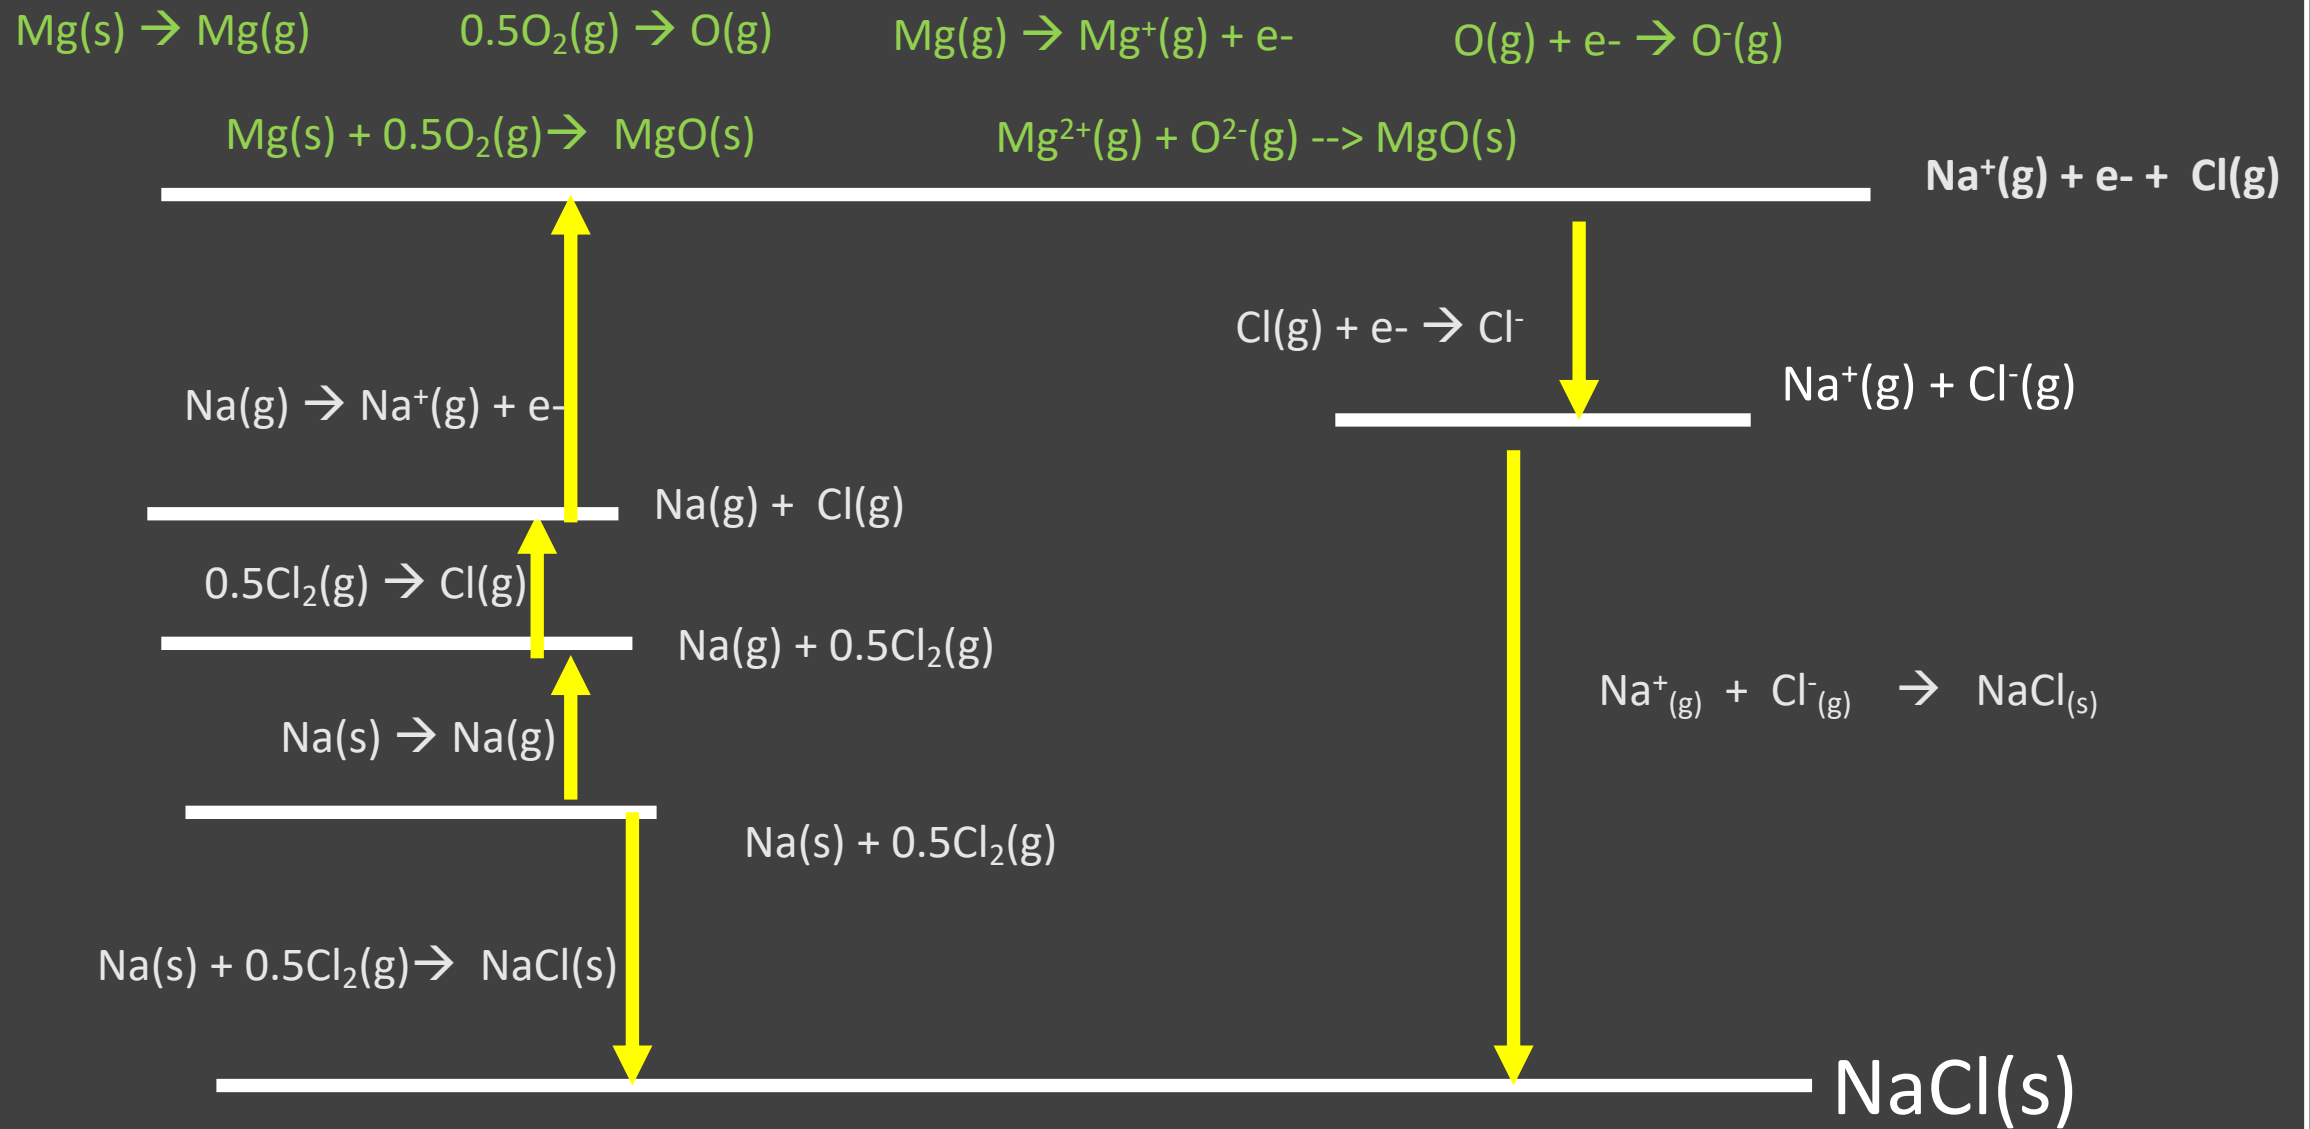 Mg(s) → Mg(g)
0.5O₂(g) → O(g)
Mg(g) → Mg⁺(g) + e-
O(g) + e- → O⁻(g)
Mg(s) + 0.5O₂(g)→ MgO(s)
Mg²⁺(g) + O²⁻(g) --> MgO(s)
Na⁺(g) + e- + Cl(g)
Cl(g) + e- → Cl⁻
Na⁺(g) + Cl⁻(g)
Na(g) → Na⁺(g) + e-
Na(g) + Cl(g)
0.5Cl₂(g) → Cl(g)
Na(g) + 0.5Cl₂(g)
Na⁺(g) + Cl⁻(g) → NaCl(s)
Na(s) → Na(g)
Na(s) + 0.5Cl₂(g)
Na(s) + 0.5Cl₂(g)→ NaCl(s)
NaCl(s)